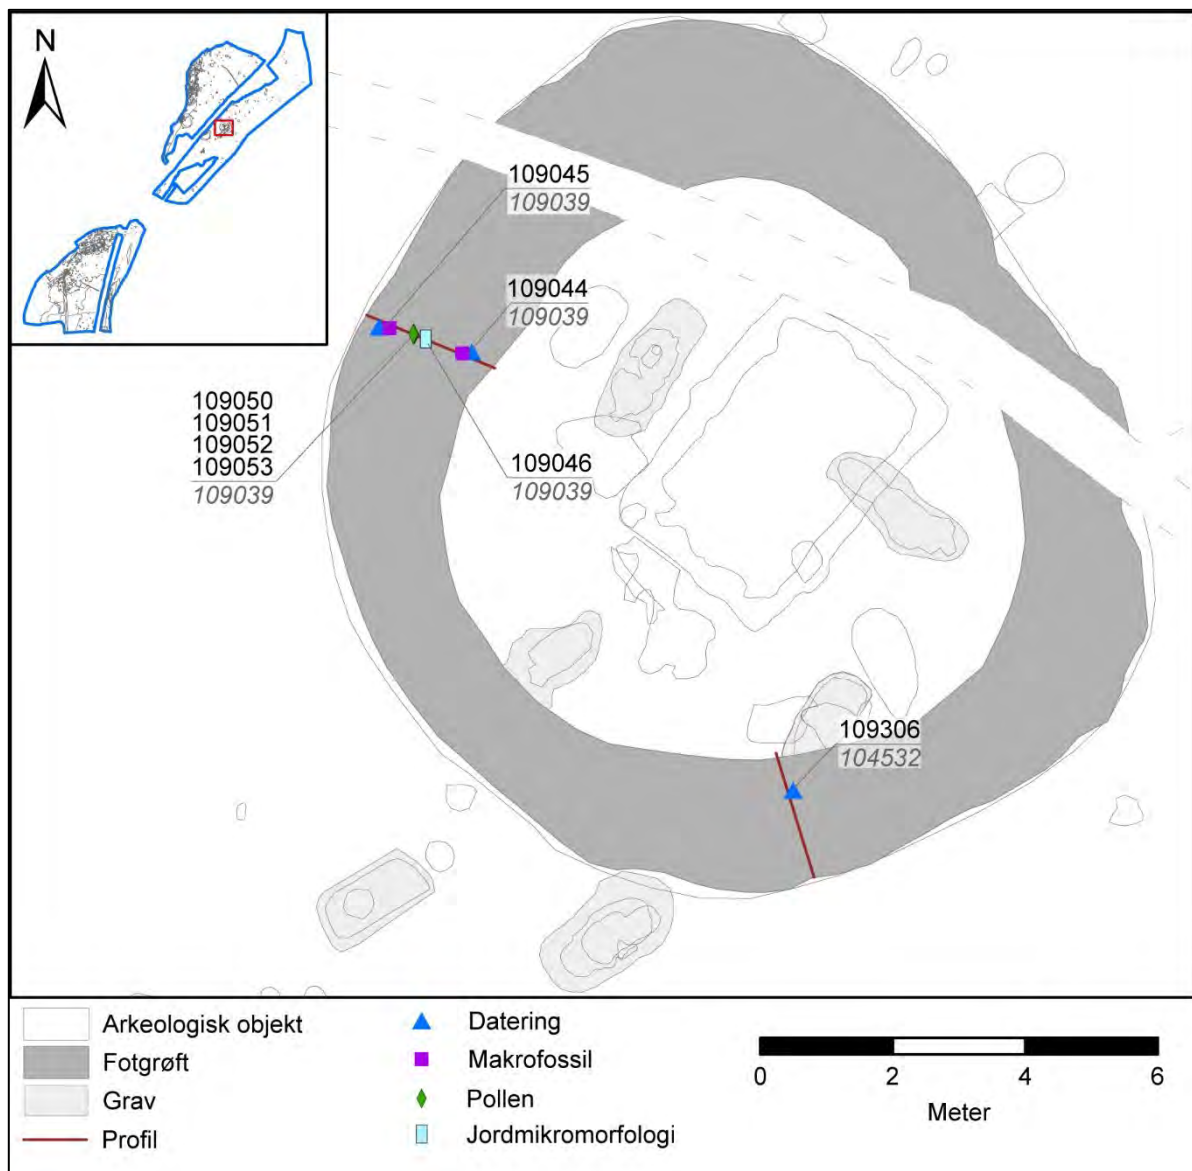 N
109045
109039
109044
109039
109050
109051
109052
109053
109039
109046
109039
109306
104532
Arkeologisk objekt
Fotgrøft
Grav
Profil
Datering
Makrofossil
Pollen
Jordmikromorfologi
0 2 4 6
Meter